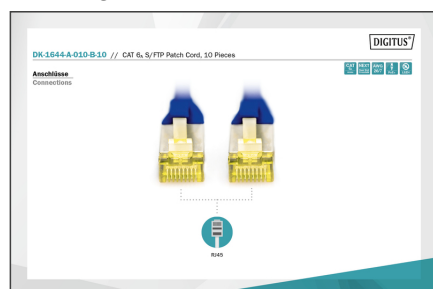 DIGITUS®
DK-1644-A-010-B-10 // CAT 6A S/FTP Patch Cord, 10 Pieces
Anschlüsse
Connections
RJ45